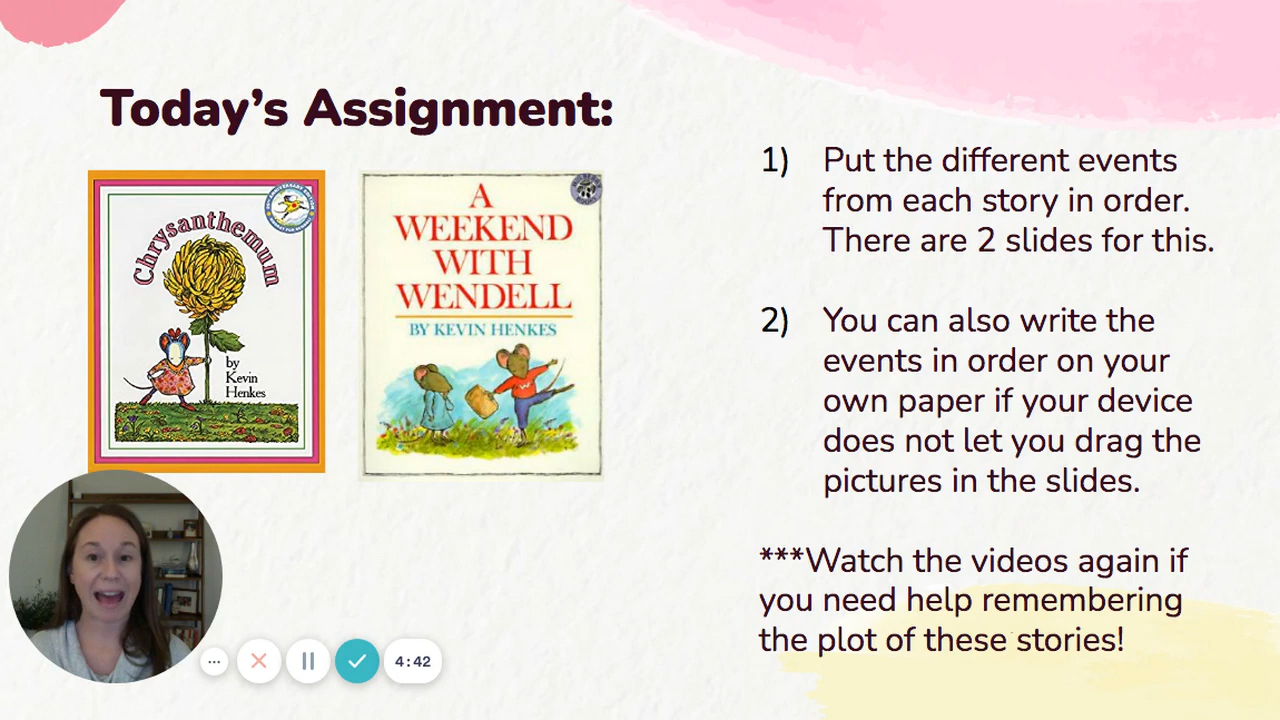 Today's Assignment:
Chrysanthemum
by
Kevin
Henkes
A
WEEKEND
WITH
WENDELL
BY KEVIN HENKES
1) Put the different events
from each story in order.
There are 2 slides for this.
2) You can also write the
events in order on your
own paper if your device
does not let you drag the
pictures in the slides.
***Watch the videos again if
you need help remembering
the plot of these stories!
4:42